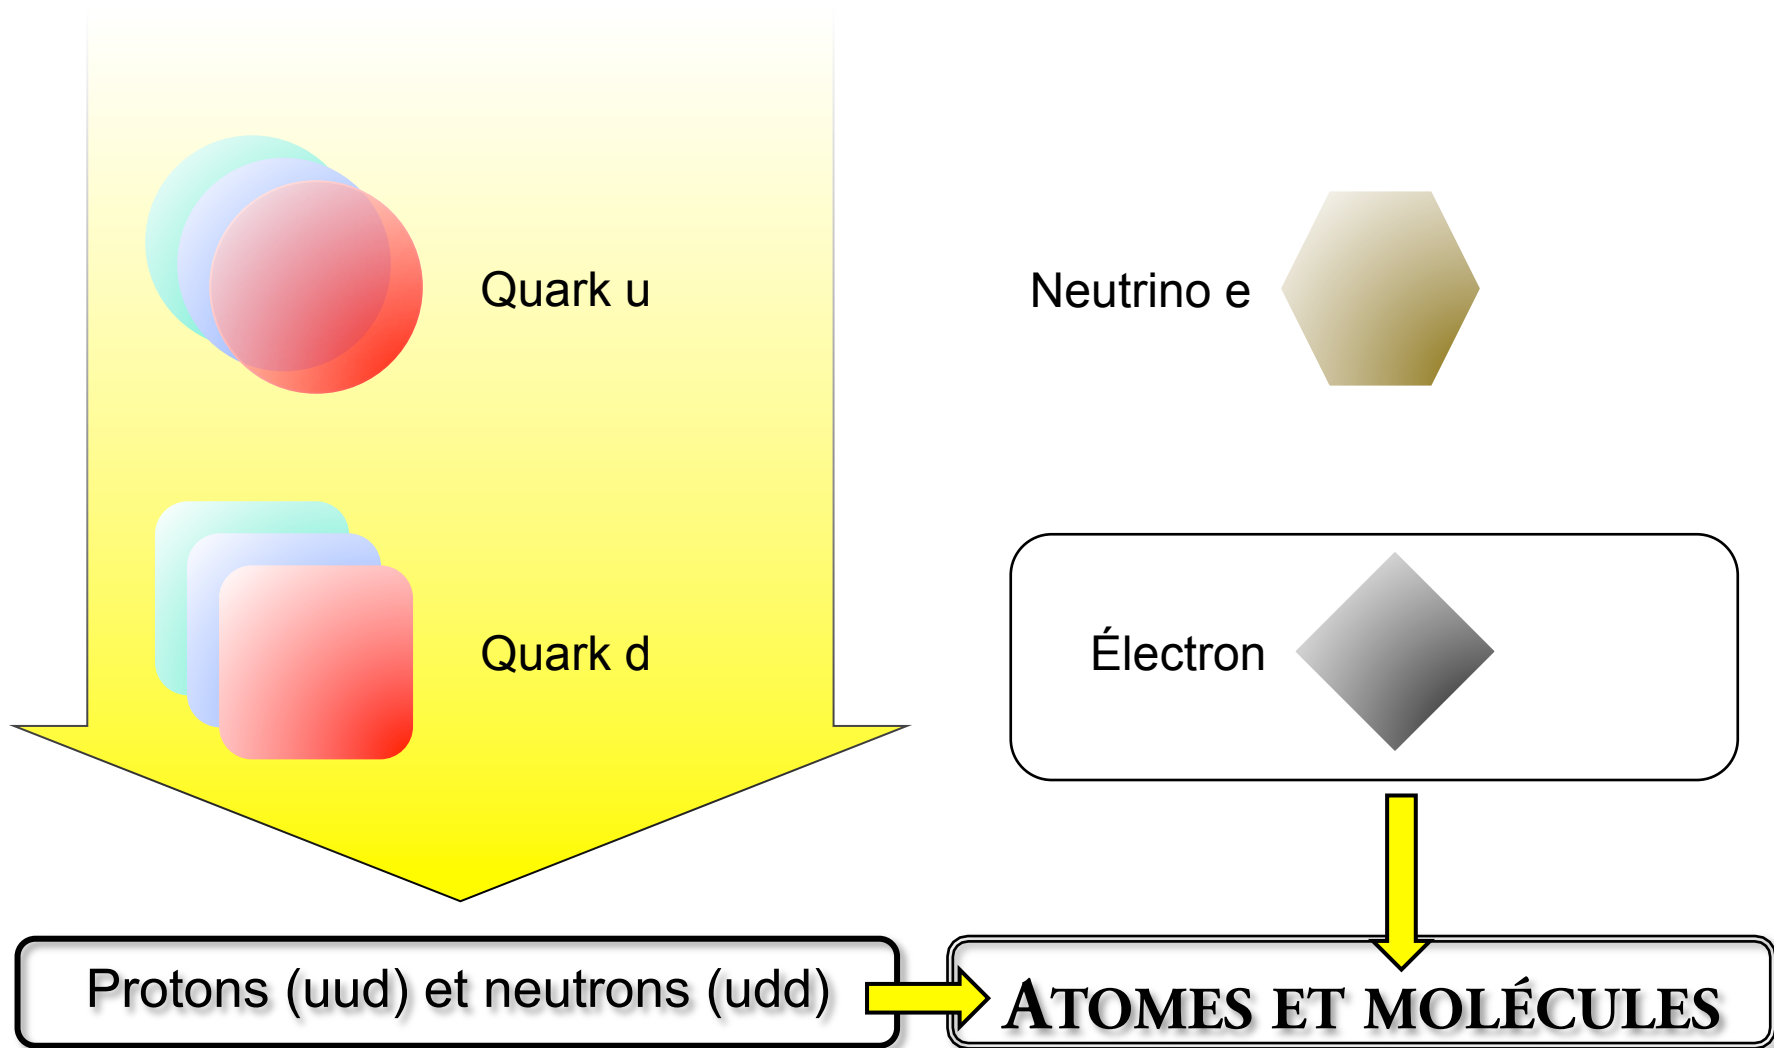 Quark u
Neutrino e
Quark d
Électron
Protons (uud) et neutrons (udd)
ATOMES ET MOLÉCULES